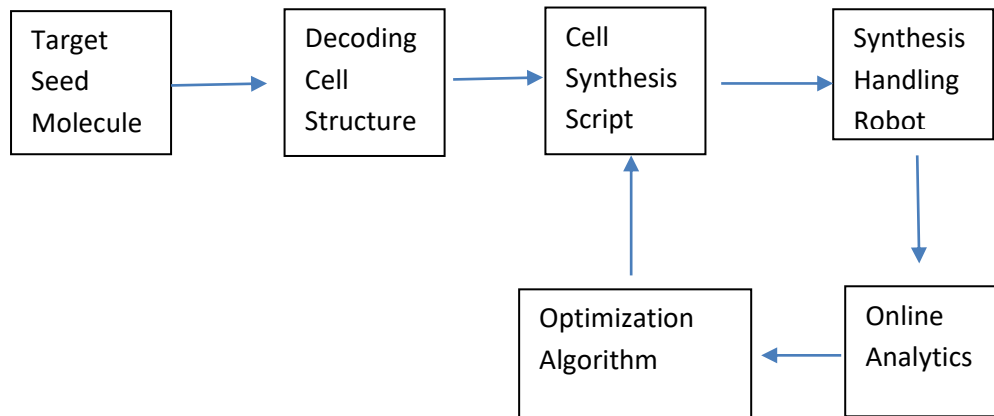 Target
Seed
Molecule
Decoding
Cell
Structure
Cell
Synthesis
Script
Synthesis
Handling
Robot
Optimization
Algorithm
Online
Analytics